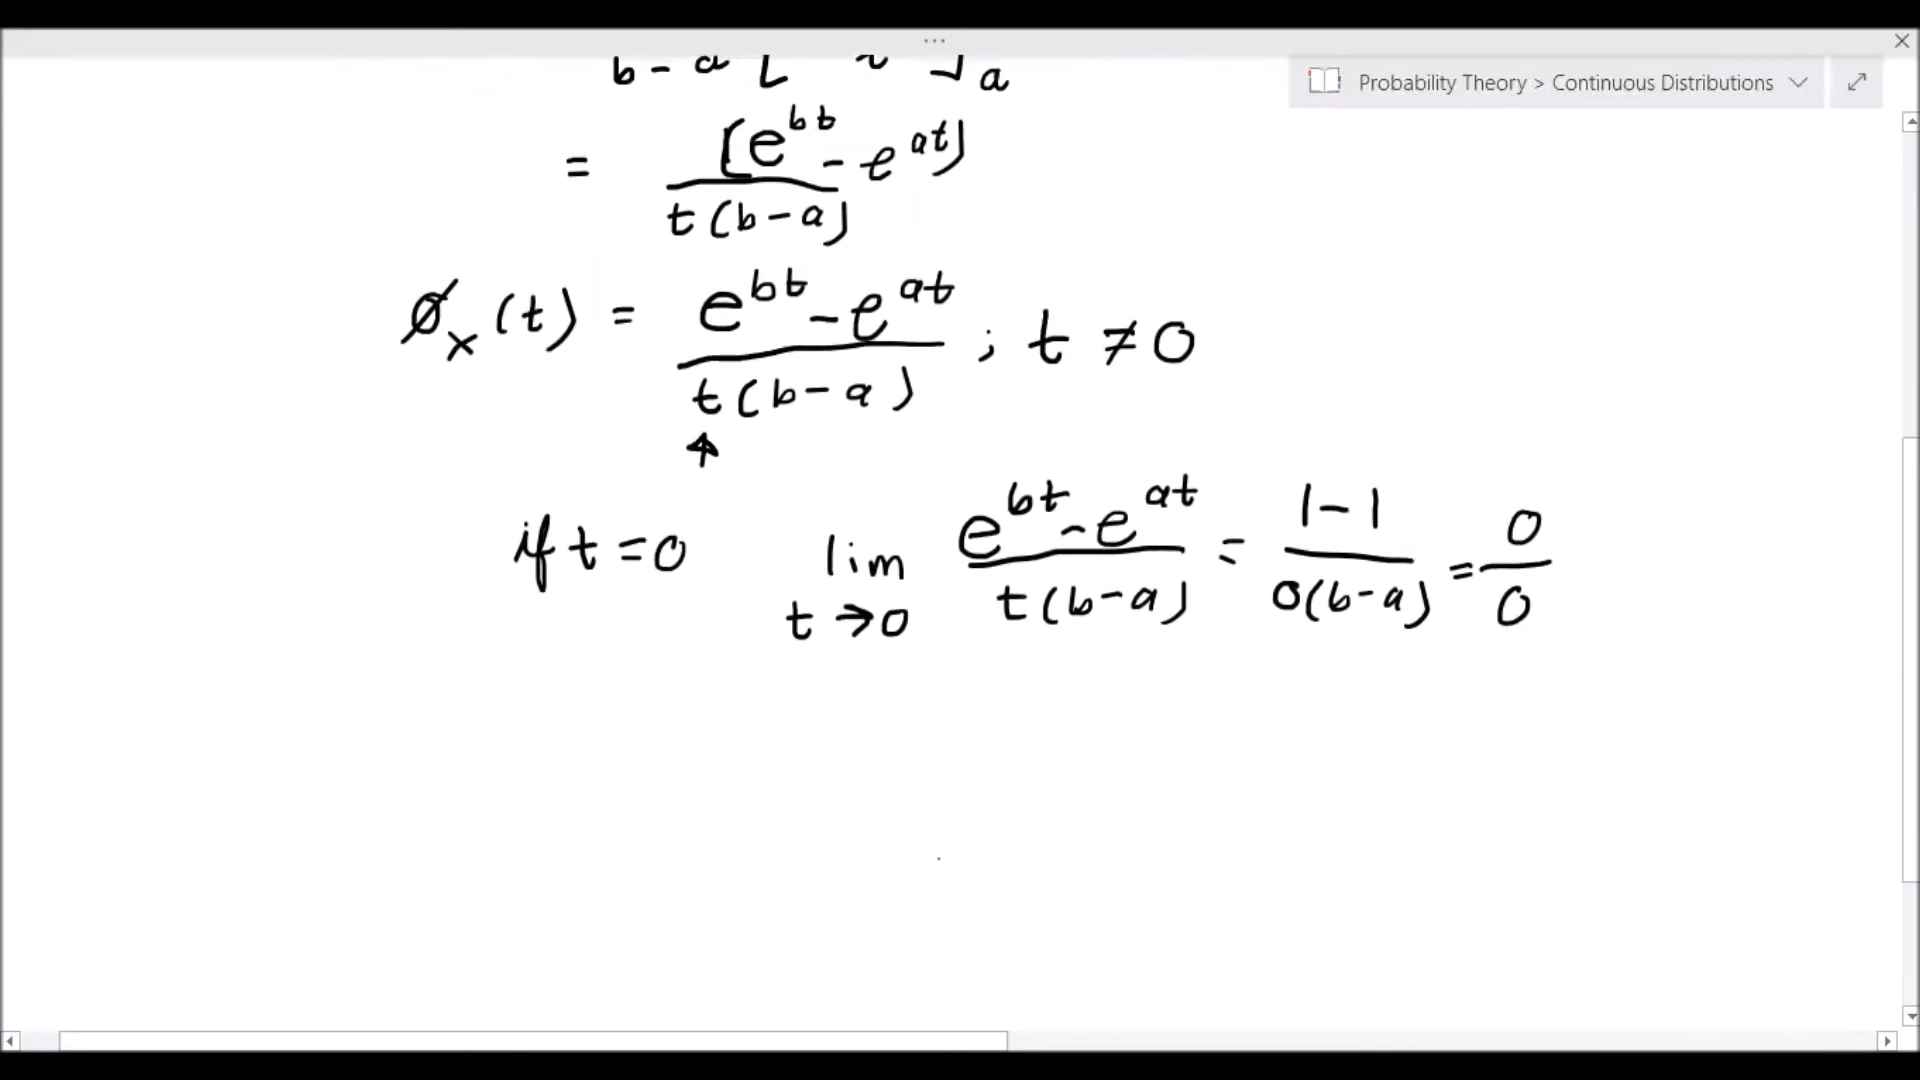 Probability Theory > Continuous Distributions
b - a [ ]a
= [e^bt - e^at] / t(b-a)
Øx(t) = e^bt - e^at / t(b-a) ; t ≠ 0
if t = 0 lim t→0 e^bt - e^at / t(b-a) = 1-1 / 0(b-a) = 0/0